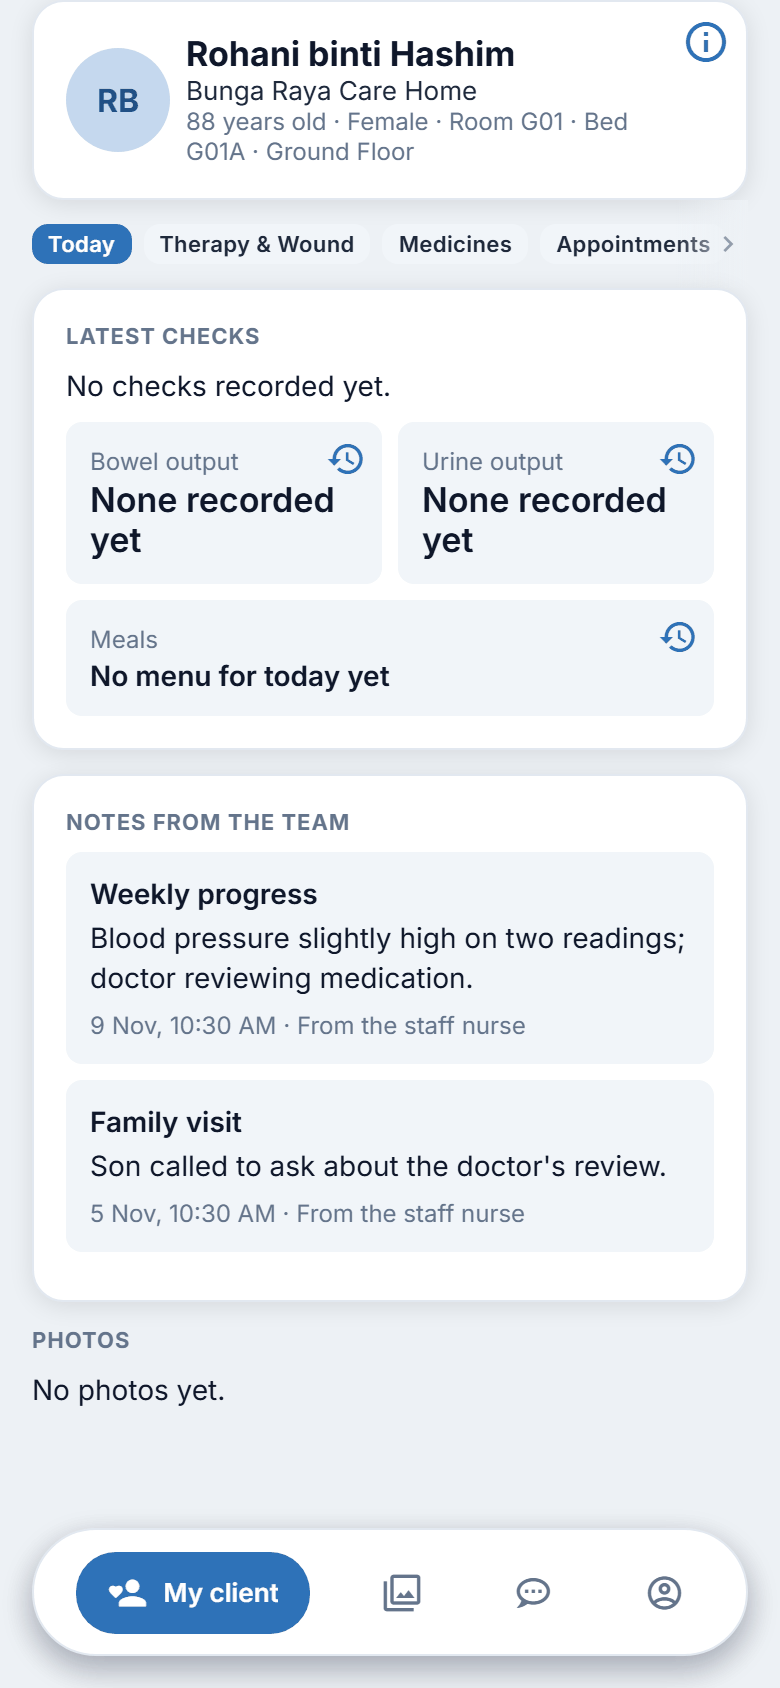 RB
Rohani binti Hashim
Bunga Raya Care Home
88 years old · Female · Room G01 · Bed
G01A · Ground Floor
Today
Therapy & Wound
Medicines
Appointments
LATEST CHECKS
No checks recorded yet.
Bowel output
None recorded
yet
Urine output
None recorded
yet
Meals
No menu for today yet
NOTES FROM THE TEAM
Weekly progress
Blood pressure slightly high on two readings;
doctor reviewing medication.
9 Nov, 10:30 AM · From the staff nurse
Family visit
Son called to ask about the doctor's review.
5 Nov, 10:30 AM · From the staff nurse
PHOTOS
No photos yet.
My client